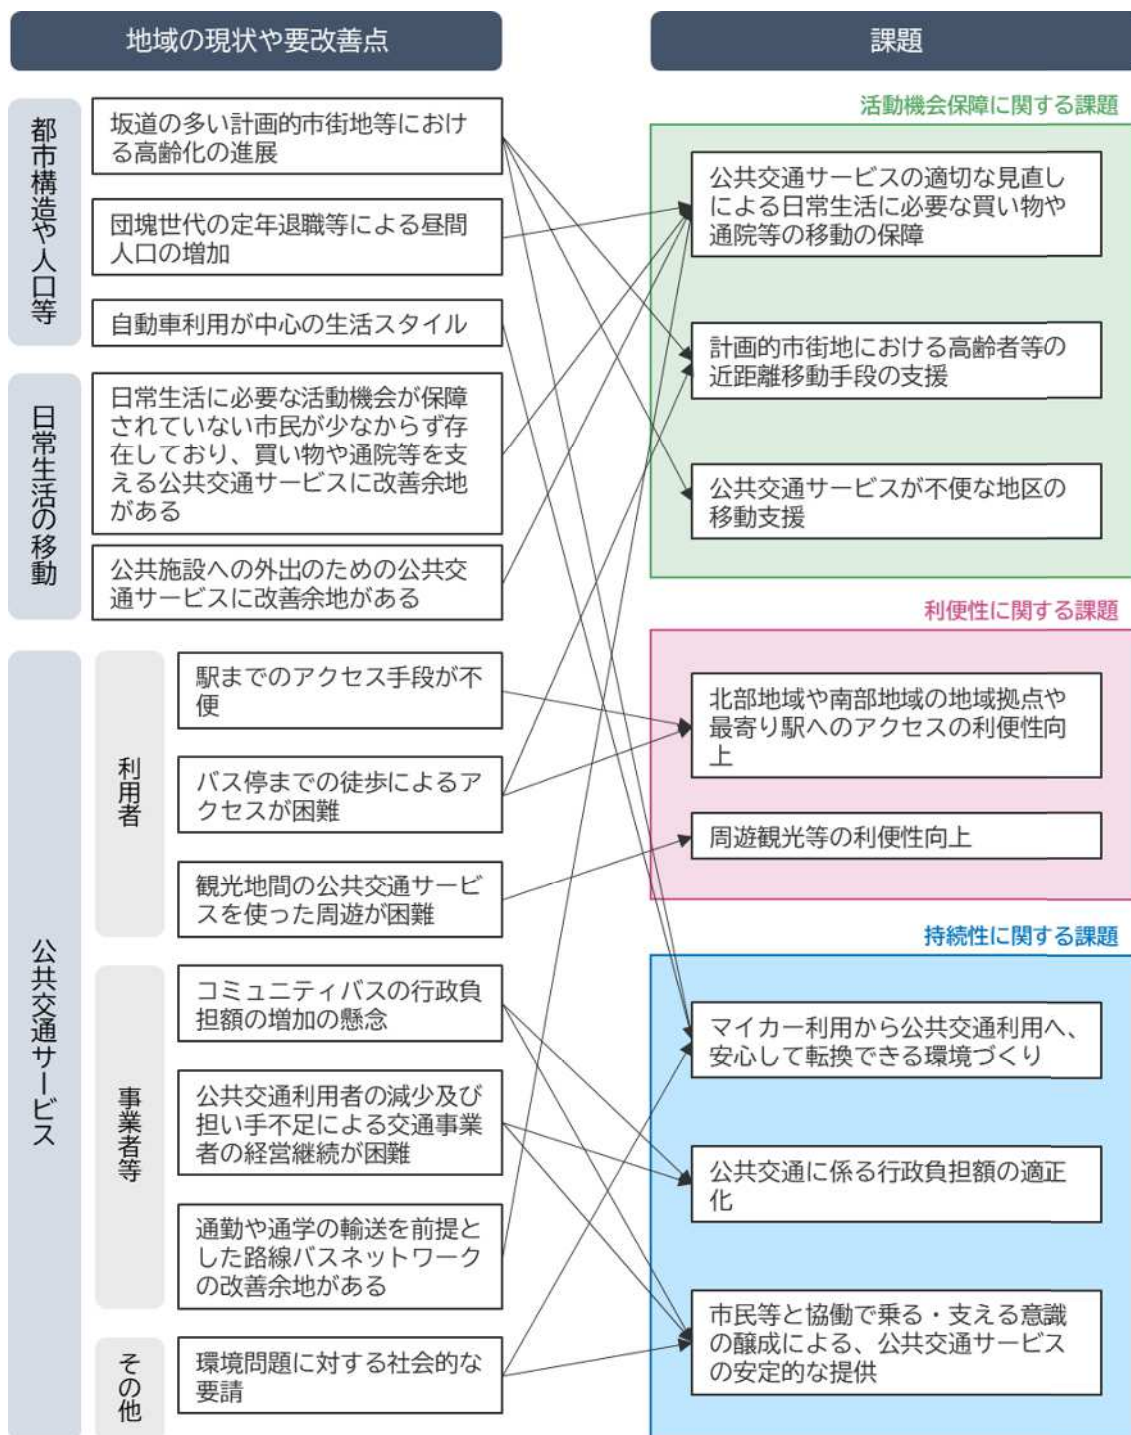 地域の現状や要改善点
課題
都市構造や人口等
坂道の多い計画的市街地等におけ
る高齢化の進展
団塊世代の定年退職等による昼間
人口の増加
自動車利用が中心の生活スタイル
日常生活の移動
日常生活に必要な活動機会が保障
されていない市民が少なからず存
在しており、買い物や通院等を支
える公共交通サービスに改善余地
がある
公共施設への外出のための公共交
通サービスに改善余地がある
公共交通サービス
利用者
駅までのアクセス手段が不
便
バス停までの徒歩によるア
クセスが困難
観光地間の公共交通サービ
スを使った周遊が困難
事業者等
コミュニティバスの行政負
担額の増加の懸念
公共交通利用者の減少及び
担い手不足による交通事業
者の経営継続が困難
通勤や通学の輸送を前提と
した路線バスネットワーク
の改善余地がある
その他
環境問題に対する社会的な
要請
活動機会保障に関する課題
公共交通サービスの適切な見直し
による日常生活に必要な買い物や
通院等の移動の保障
計画的市街地における高齢者等の
近距離移動手段の支援
公共交通サービスが不便な地区の
移動支援
利便性に関する課題
北部地域や南部地域の地域拠点や
最寄り駅へのアクセスの利便性向
上
周遊観光等の利便性向上
持続性に関する課題
マイカー利用から公共交通利用へ、
安心して転換できる環境づくり
公共交通に係る行政負担額の適正
化
市民等と協働で乗る・支える意識
の醸成による、公共交通サービス
の安定的な提供